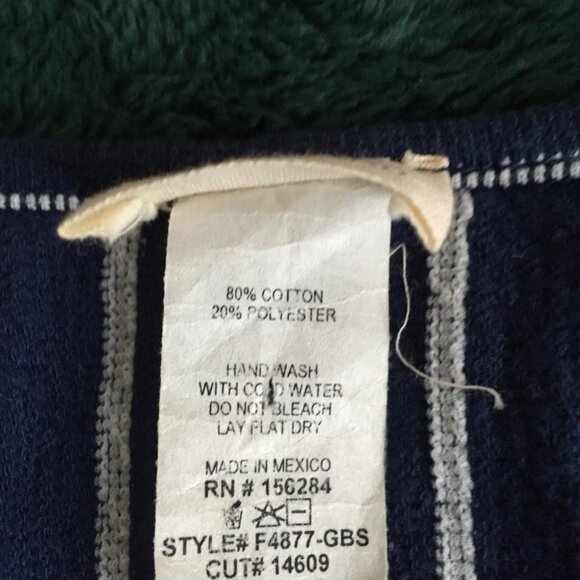 80% COTTON
20% POLYESTER
HAND WASH
WITH COLD WATER
DO NOT BLEACH
LAY FLAT DRY
MADE IN MEXICO
RN # 156284
STYLE# F4877-GBS
CUT# 14609